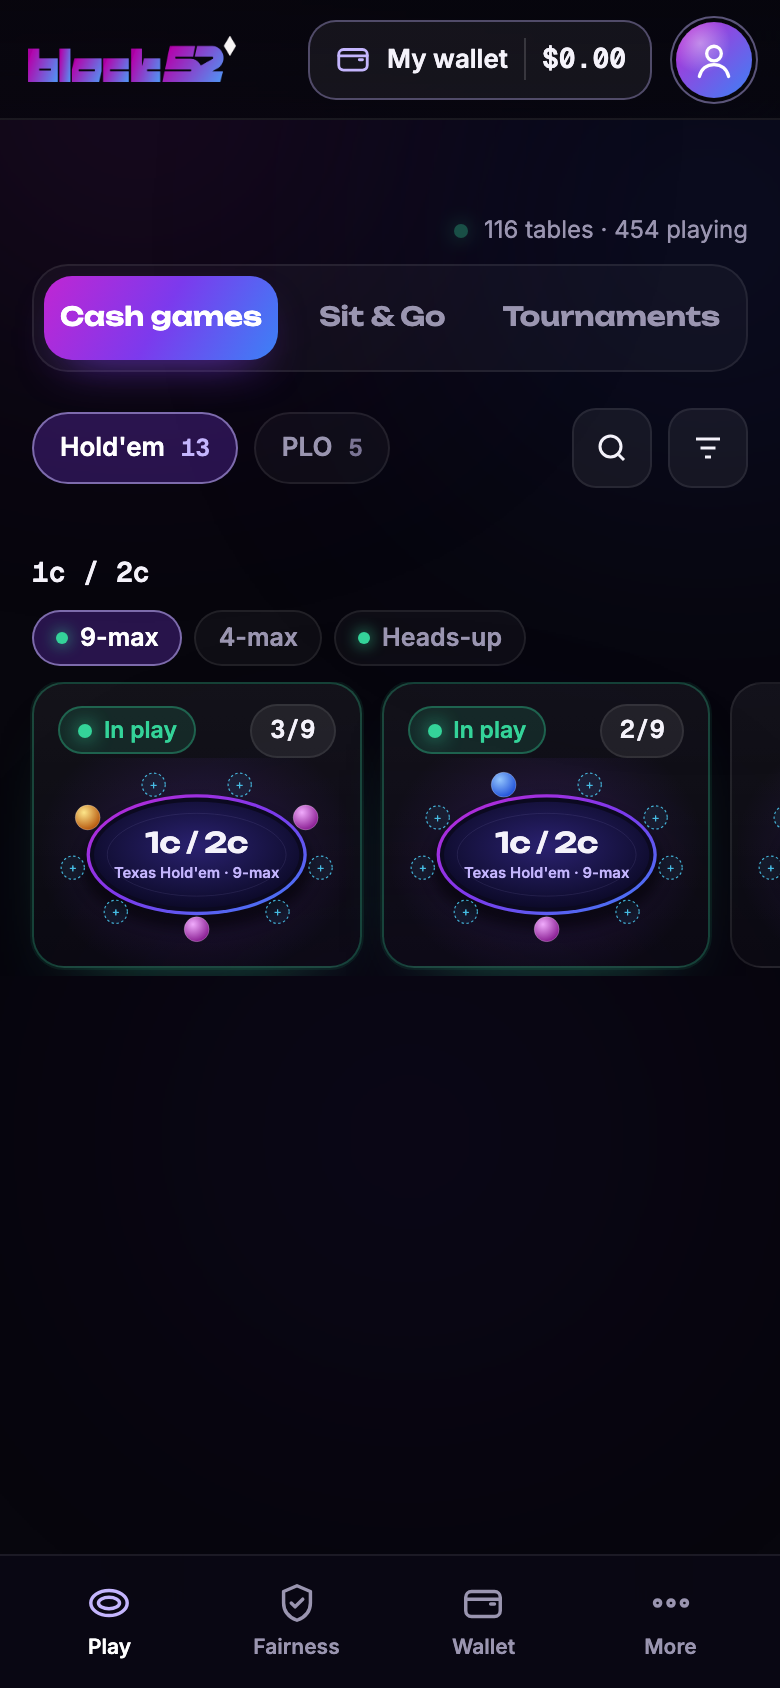 block52
My wallet $0.00
116 tables · 454 playing
Cash games Sit & Go Tournaments
Hold'em 13 PLO 5
1c / 2c
9-max 4-max Heads-up
In play 3/9 In play 2/9
1c / 2c 1c / 2c
Texas Hold'em · 9-max Texas Hold'em · 9-max
Play Fairness Wallet More